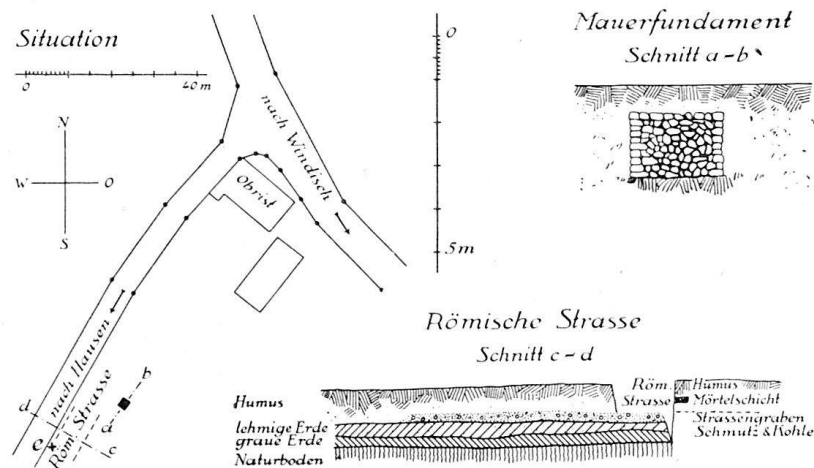 Situation
0 40 m
N
W O
S
nach Windisch
Obrist
nach Hausen
Röm. Strasse
d
e
c
a
b
0
5 m
Mauerfundament
Schnitt a-b
Römische Strasse
Schnitt c-d
Humus
lehmige Erde
graue Erde
Naturboden
Röm. Strasse
Humus
Mörtelschicht
Strassengraben
Schmutz & Kohle